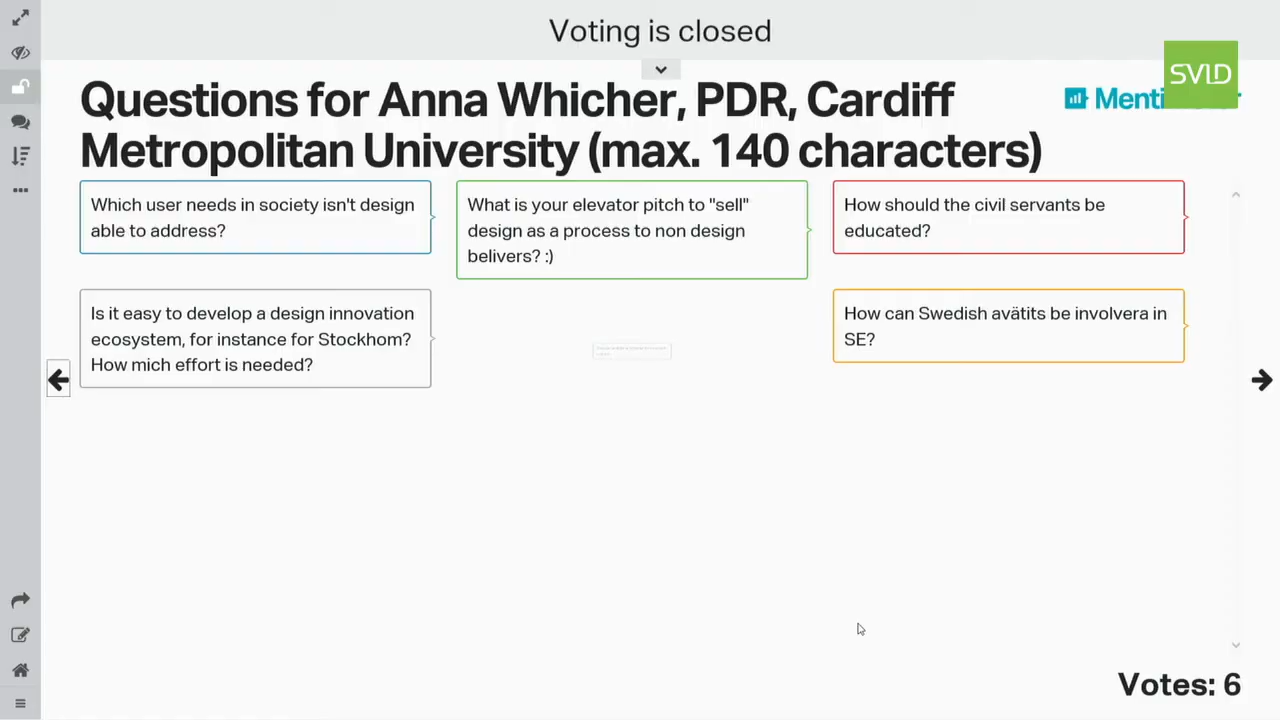 Voting is closed
SVID
Questions for Anna Whicher, PDR, Cardiff
Metropolitan University (max. 140 characters)
Menti
Which user needs in society isn't design
able to address?
What is your elevator pitch to "sell"
design as a process to non design
belivers? :)
How should the civil servants be
educated?
Is it easy to develop a design innovation
ecosystem, for instance for Stockhom?
How mich effort is needed?
How can Swedish avätits be involvera in
SE?
Votes: 6